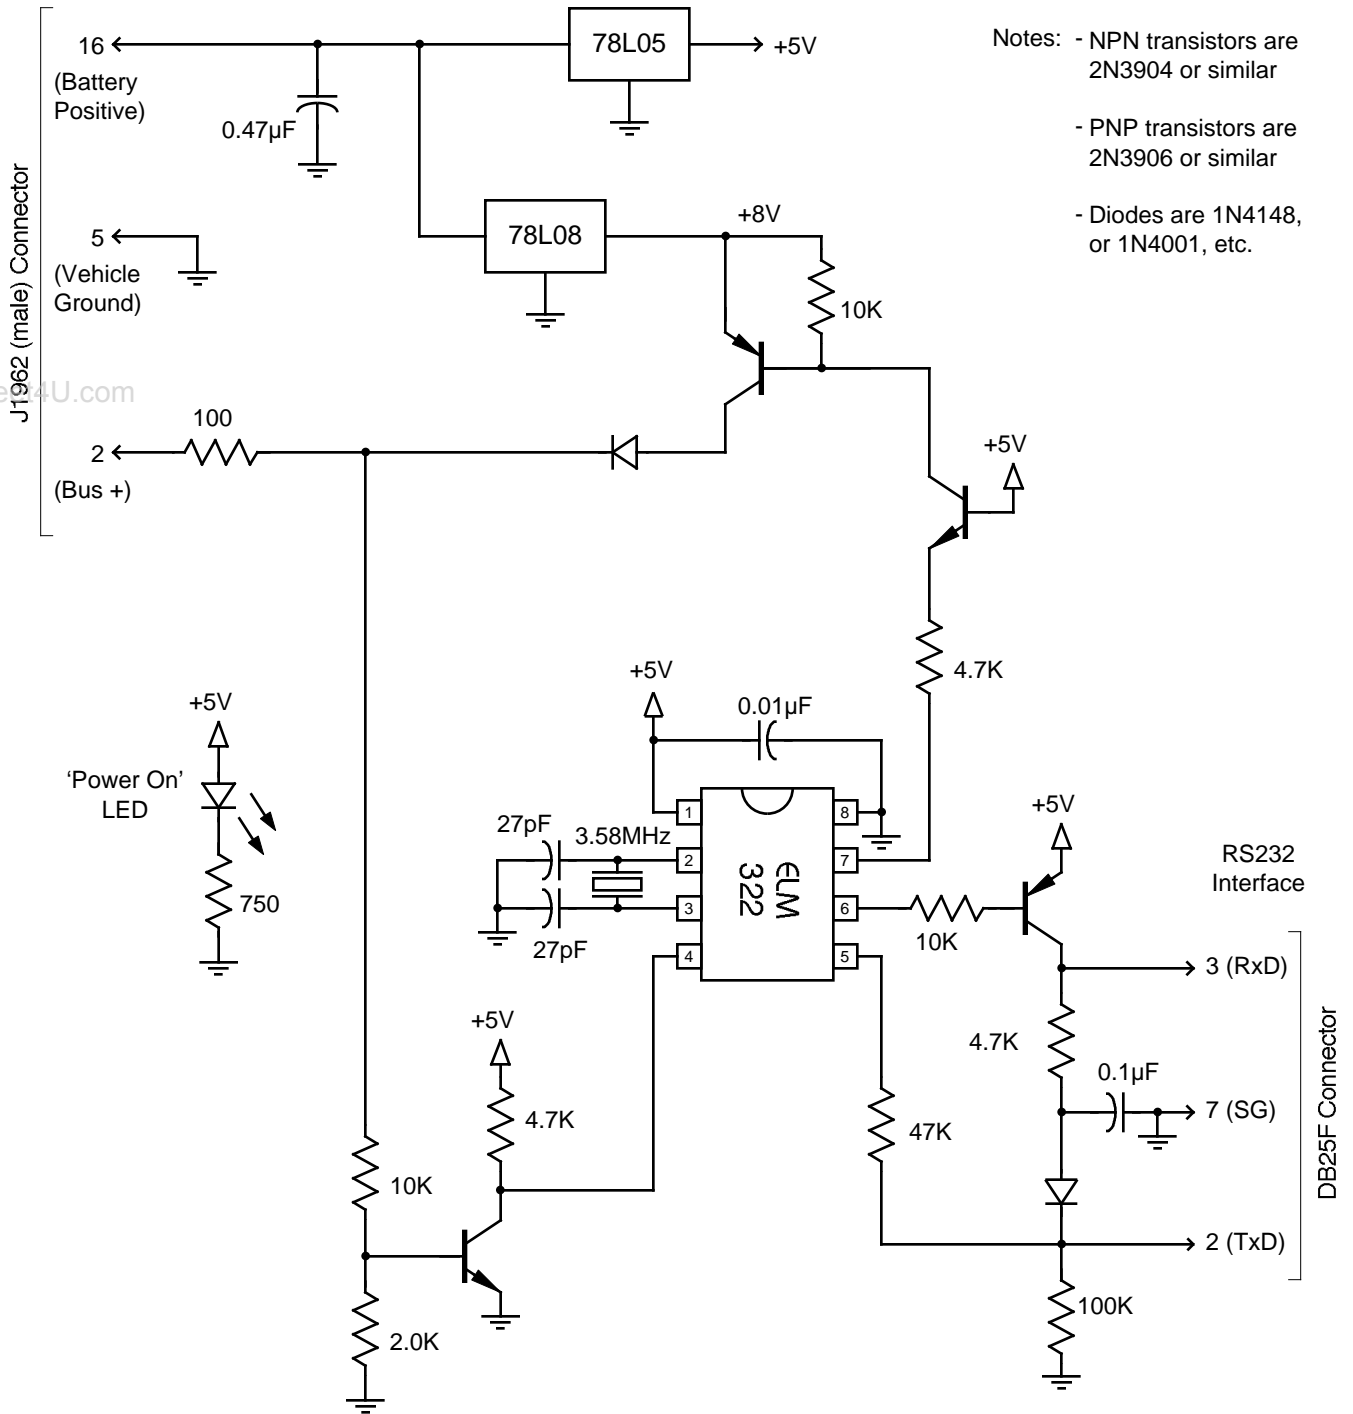 16
(Battery
Positive)
0.47µF
78L05
+5V
Notes: - NPN transistors are
2N3904 or similar
- PNP transistors are
2N3906 or similar
- Diodes are 1N4148,
or 1N4001, etc.
J1962 (male) Connector
5
(Vehicle
Ground)
78L08
+8V
10K
4U.com
100
2
(Bus +)
+5V
4.7K
+5V
0.01µF
+5V
'Power On'
LED
750
27pF
3.58MHz
27pF
1
2
3
4
8
7
6
5
ELM
322
+5V
10K
RS232
Interface
3 (RxD)
4.7K
0.1µF
7 (SG)
DB25F Connector
47K
2 (TxD)
100K
+5V
4.7K
10K
2.0K